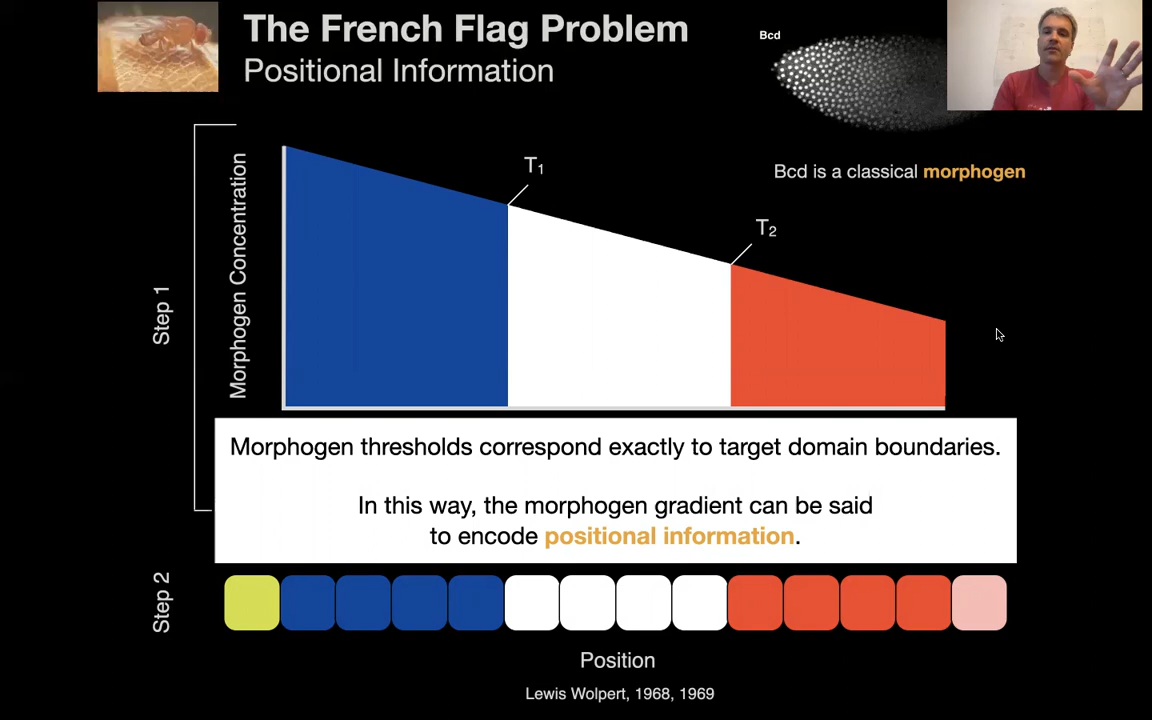 The French Flag Problem
Positional Information
Bcd
Bcd is a classical morphogen
T₁
T₂
Step 1
Morphogen Concentration
Morphogen thresholds correspond exactly to target domain boundaries.
In this way, the morphogen gradient can be said
to encode positional information.
Step 2
Position
Lewis Wolpert, 1968, 1969